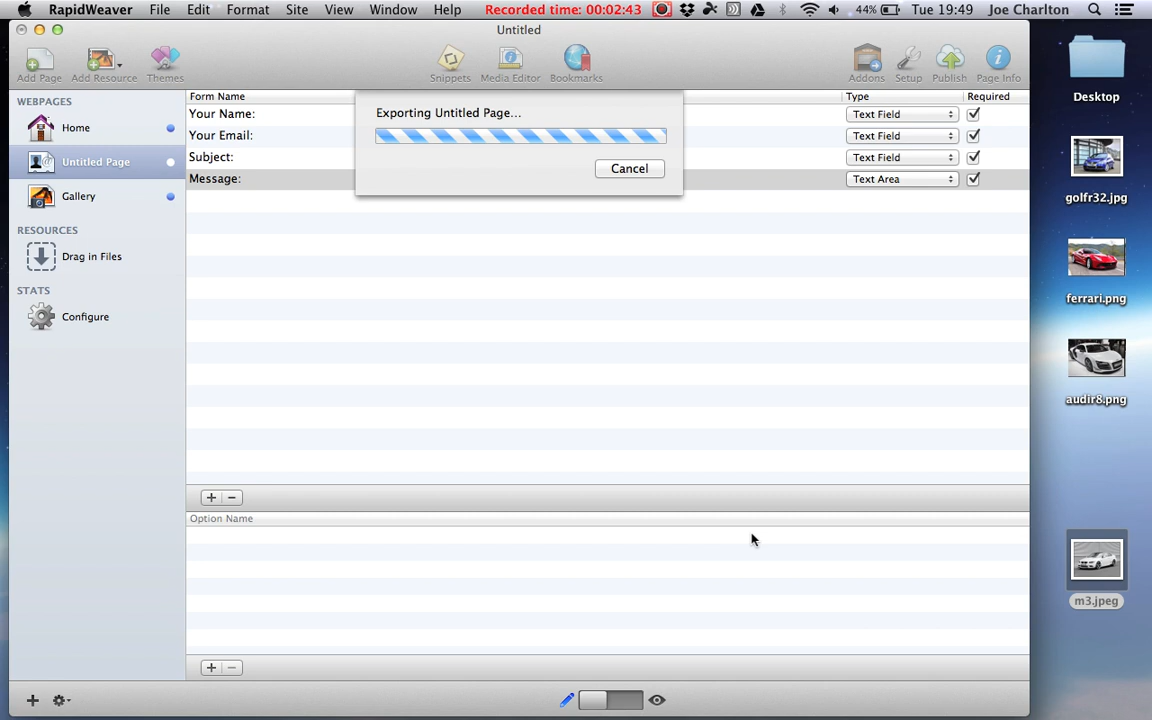 RapidWeaver File Edit Format Site View Window Help Recorded time: 00:02:43 44% Tue 19:49 Joe Charlton
Untitled
Add Page Add Resource Themes Snippets Media Editor Bookmarks Addons Setup Publish Page Info
WEBPAGES
Home
Untitled Page
Gallery
RESOURCES
Drag in Files
STATS
Configure
Form Name Type Required
Your Name: Text Field
Your Email: Text Field
Subject: Text Field
Message: Text Area
Exporting Untitled Page...
Cancel
Option Name
Desktop
golfr32.jpg
ferrari.png
audir8.png
m3.jpeg